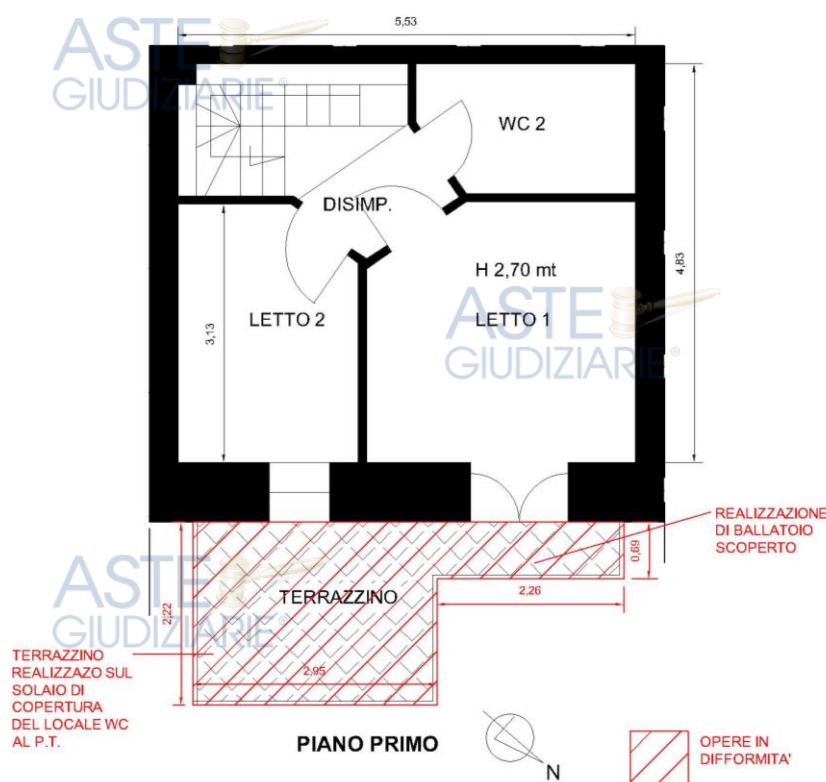 5,53
ASTE
GIUDIZIARIE®
WC 2
DISIMP.
H 2,70 mt
4,83
3,13
LETTO 2
LETTO 1
ASTE
GIUDIZIARIE®
REALIZZAZIONE
DI BALLATOIO
SCOPERTO
0,69
2,26
ASTE
GIUDIZIARIE®
TERRAZZINO
2,22
2,95
TERRAZZINO
REALIZZAZO SUL
SOLAIO DI
COPERTURA
DEL LOCALE WC
AL P.T.
PIANO PRIMO
N
OPERE IN
DIFFORMITA'